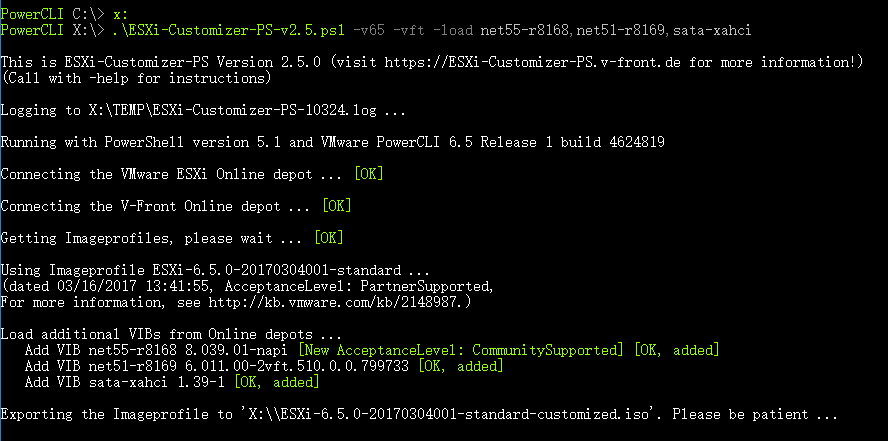 PowerCLI C:\> x:
PowerCLI X:\> .\ESXi-Customizer-PS-v2.5.ps1 -v65 -vft -load net55-r8168,net51-r8169,sata-xahci
This is ESXi-Customizer-PS Version 2.5.0 (visit https://ESXi-Customizer-PS.v-front.de for more information!)
(Call with -help for instructions)
Logging to X:\TEMP\ESXi-Customizer-PS-10324.log ...
Running with PowerShell version 5.1 and VMware PowerCLI 6.5 Release 1 build 4624819
Connecting the VMware ESXi Online depot ... [OK]
Connecting the V-Front Online depot ... [OK]
Getting Imageprofiles, please wait ... [OK]
Using Imageprofile ESXi-6.5.0-20170304001-standard ...
(dated 03/16/2017 13:41:55, AcceptanceLevel: PartnerSupported,
For more information, see http://kb.vmware.com/kb/2148987.)
Load additional VIBs from Online depots ...
Add VIB net55-r8168 8.039.01-napi [New AcceptanceLevel: CommunitySupported] [OK, added]
Add VIB net51-r8169 6.011.00-2vft.510.0.0.799733 [OK, added]
Add VIB sata-xahci 1.39-1 [OK, added]
Exporting the Imageprofile to 'X:\\ESXi-6.5.0-20170304001-standard-customized.iso'. Please be patient ...